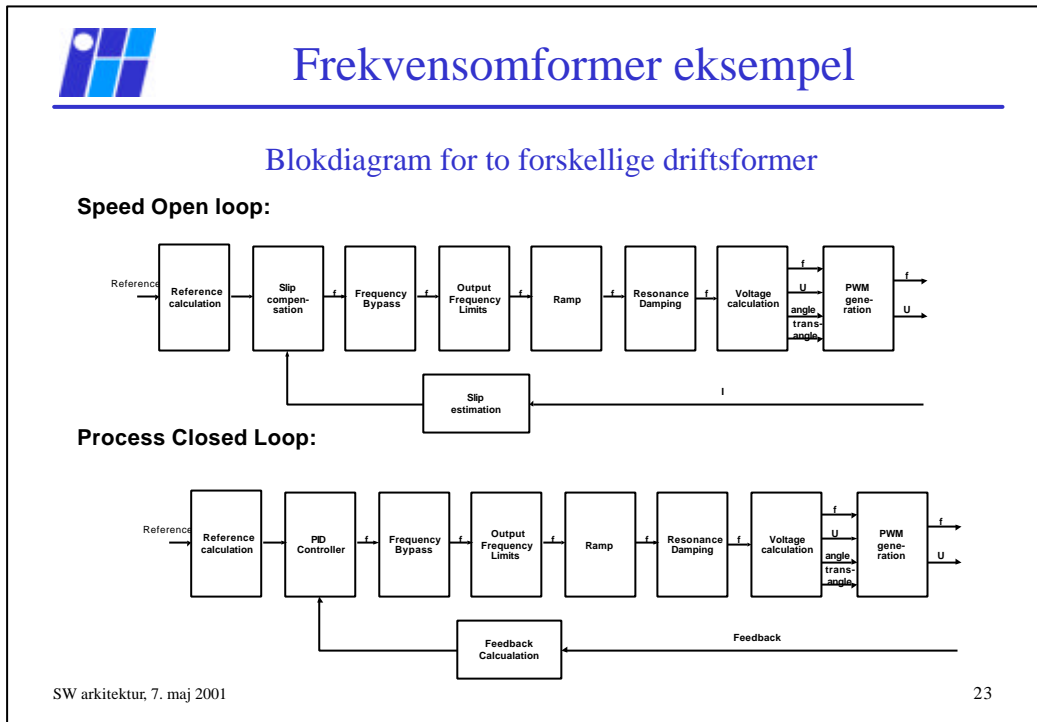 Frekvensomformer eksempel
Blokdiagram for to forskellige driftsformer
Speed Open loop:
Reference
Reference
calculation
Slip
compen-
sation
f
Frequency
Bypass
f
Output
Frequency
Limits
f
Ramp
f
Resonance
Damping
f
Voltage
calculation
f
U
angle
trans-
angle
PWM
gene-
ration
f
U
Slip
estimation
I
Process Closed Loop:
Reference
Reference
calculation
PID
Controller
f
Frequency
Bypass
f
Output
Frequency
Limits
f
Ramp
f
Resonance
Damping
f
Voltage
calculation
f
U
angle
trans-
angle
PWM
gene-
ration
f
U
Feedback
Calcualation
Feedback
SW arkitektur, 7. maj 2001
23